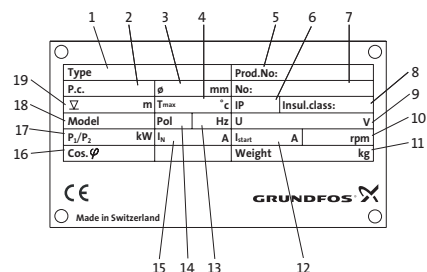 1 2 3 4 5 6 7
Type Prod.No:
P.c. ø mm No:
▽ m Tmax °c IP Insul.class: 8
19
18 Model Pol Hz U V 9
17 P1/P2 kW IN A Istart A rpm 10
16 Cos.φ Weight kg 11
CE GRUNDFOS
Made in Switzerland
15 14 13 12